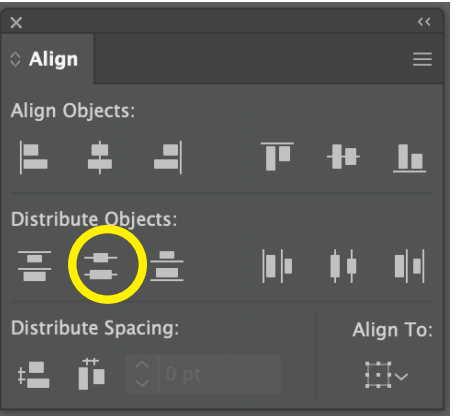 Align
Align Objects:
Distribute Objects:
Distribute Spacing:
Align To:
0 pt